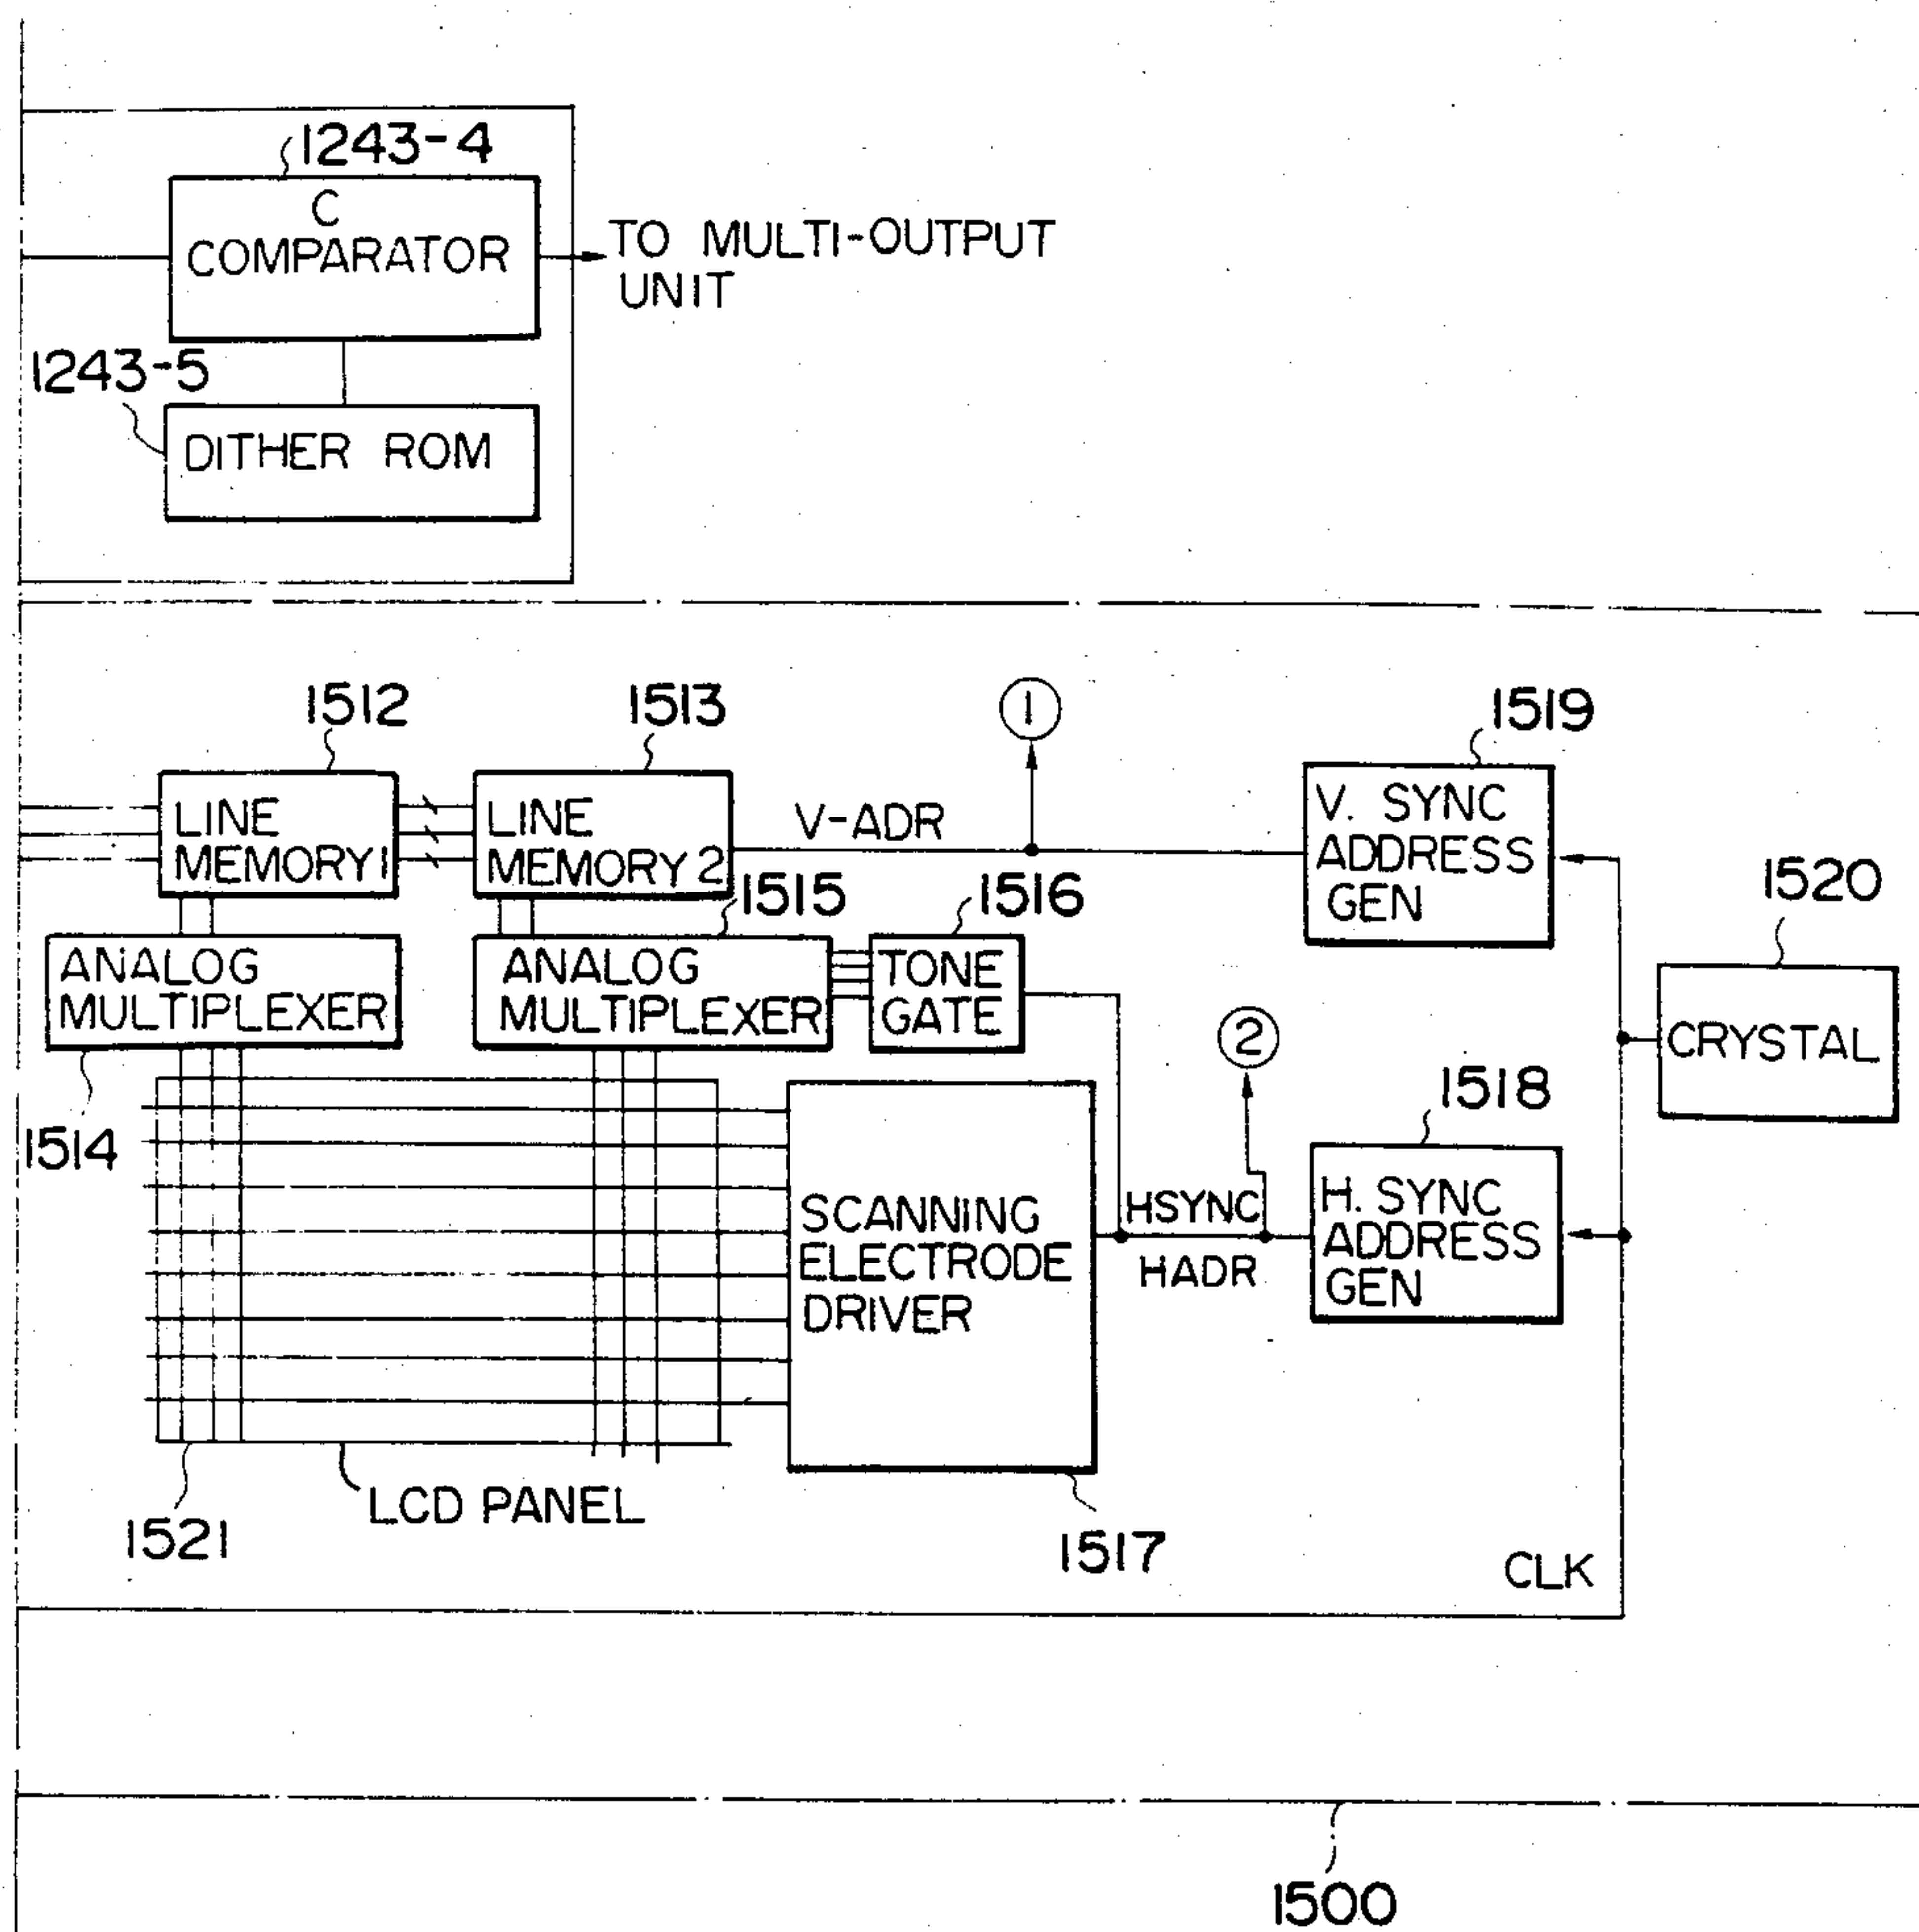 1243-4
C
COMPARATOR
TO MULTI-OUTPUT
UNIT
1243-5
DITHER ROM
1512
1513
1
1519
LINE
MEMORY 1
LINE
MEMORY 2
V-ADR
V. SYNC
ADDRESS
GEN
1520
1515
1516
ANALOG
MULTIPLEXER
ANALOG
MULTIPLEXER
TONE
GATE
2
CRYSTAL
1514
1518
SCANNING
ELECTRODE
DRIVER
HSYNC
HADR
H. SYNC
ADDRESS
GEN
LCD PANEL
1521
1517
CLK
1500